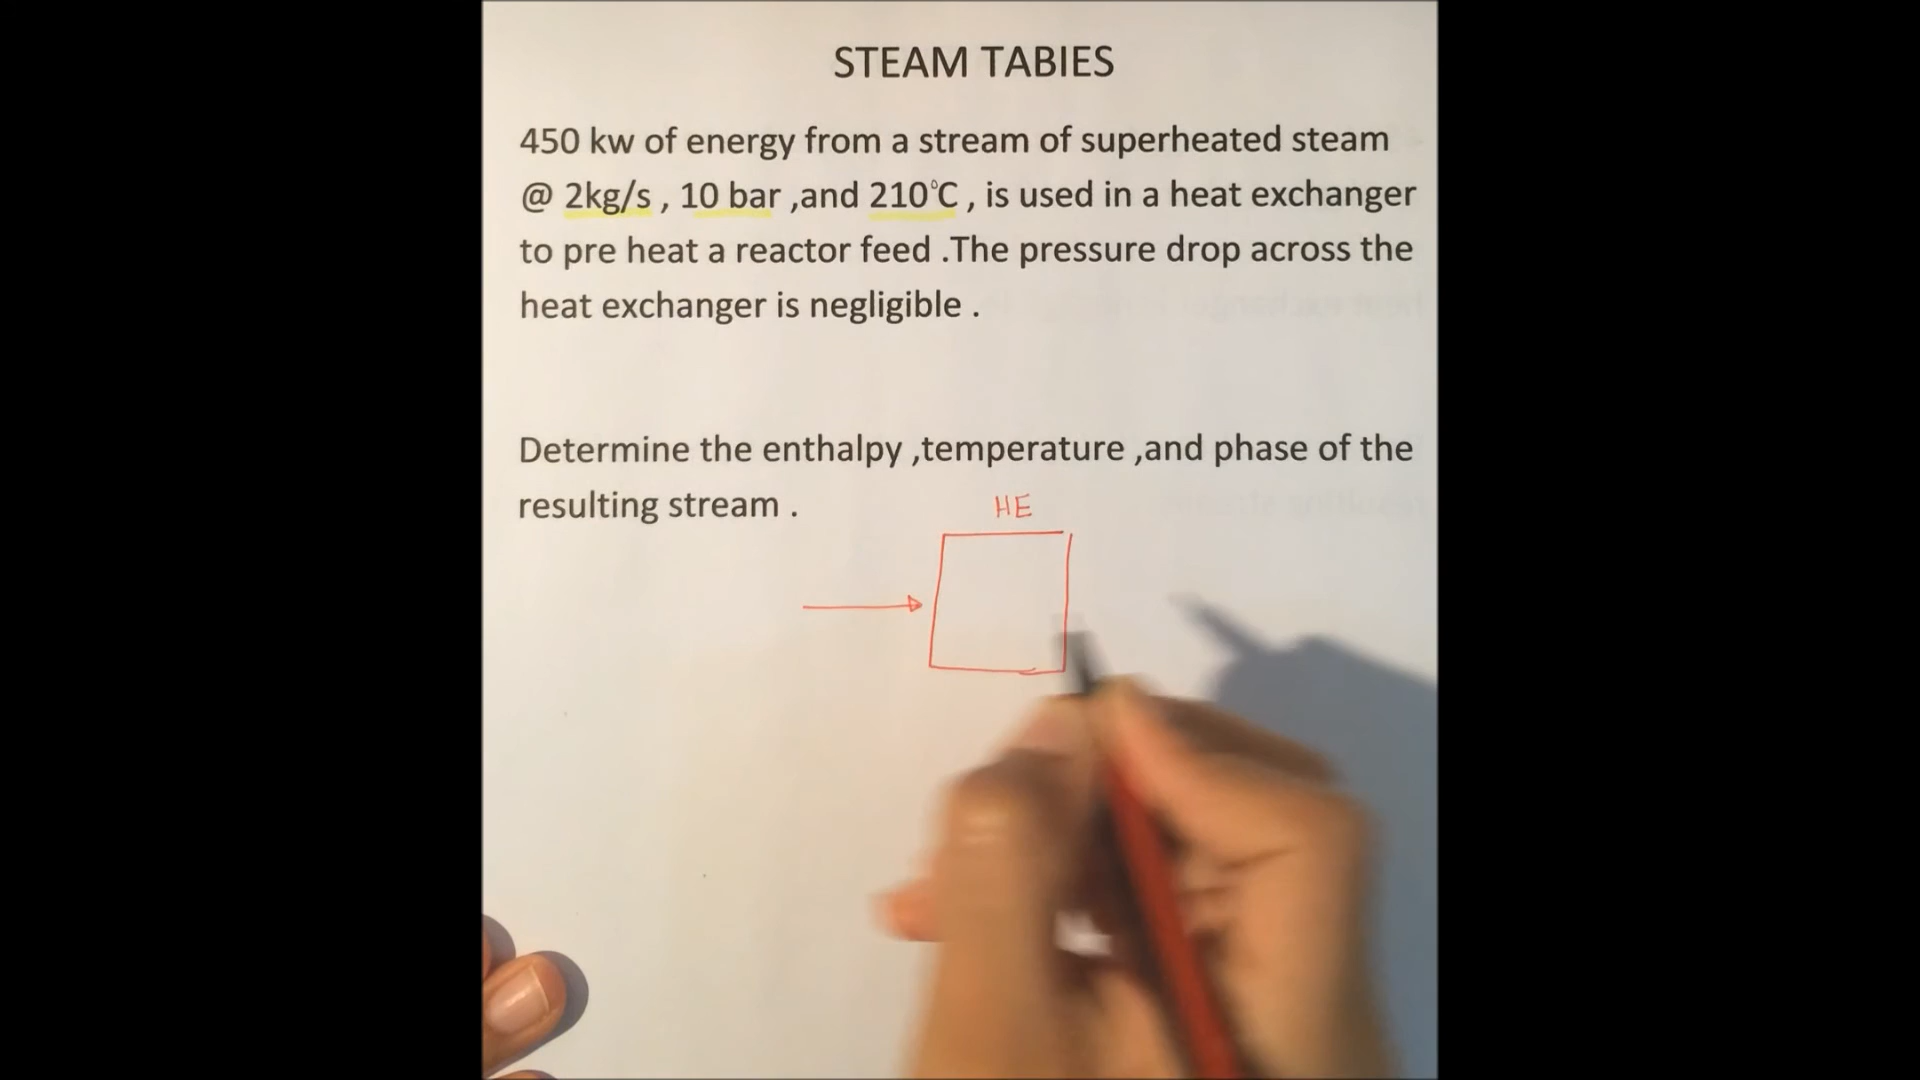 STEAM TABIES
450 kw of energy from a stream of superheated steam
@ 2kg/s , 10 bar ,and 210°C , is used in a heat exchanger
to pre heat a reactor feed .The pressure drop across the
heat exchanger is negligible .
Determine the enthalpy ,temperature ,and phase of the
resulting stream .
HE